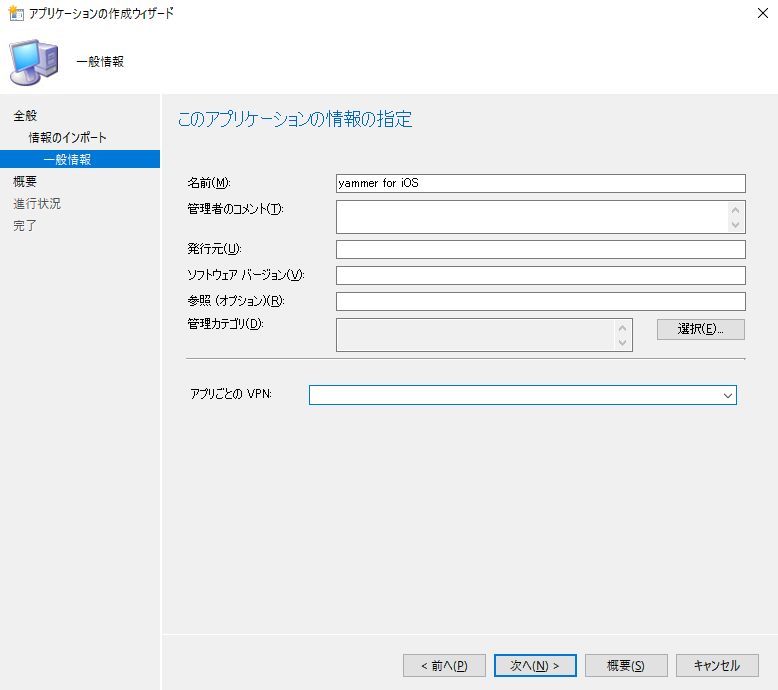 アプリケーションの作成ウィザード
一般情報
全般
情報のインポート
一般情報
概要
進行状況
完了
このアプリケーションの情報の指定
名前(M): yammer for iOS
管理者のコメント(T):
発行元(U):
ソフトウェア バージョン(V):
参照 (オプション)(R):
管理カテゴリ(D): 選択(E)...
アプリごとの VPN:
< 前へ(P) 次へ(N) > 概要(S) キャンセル